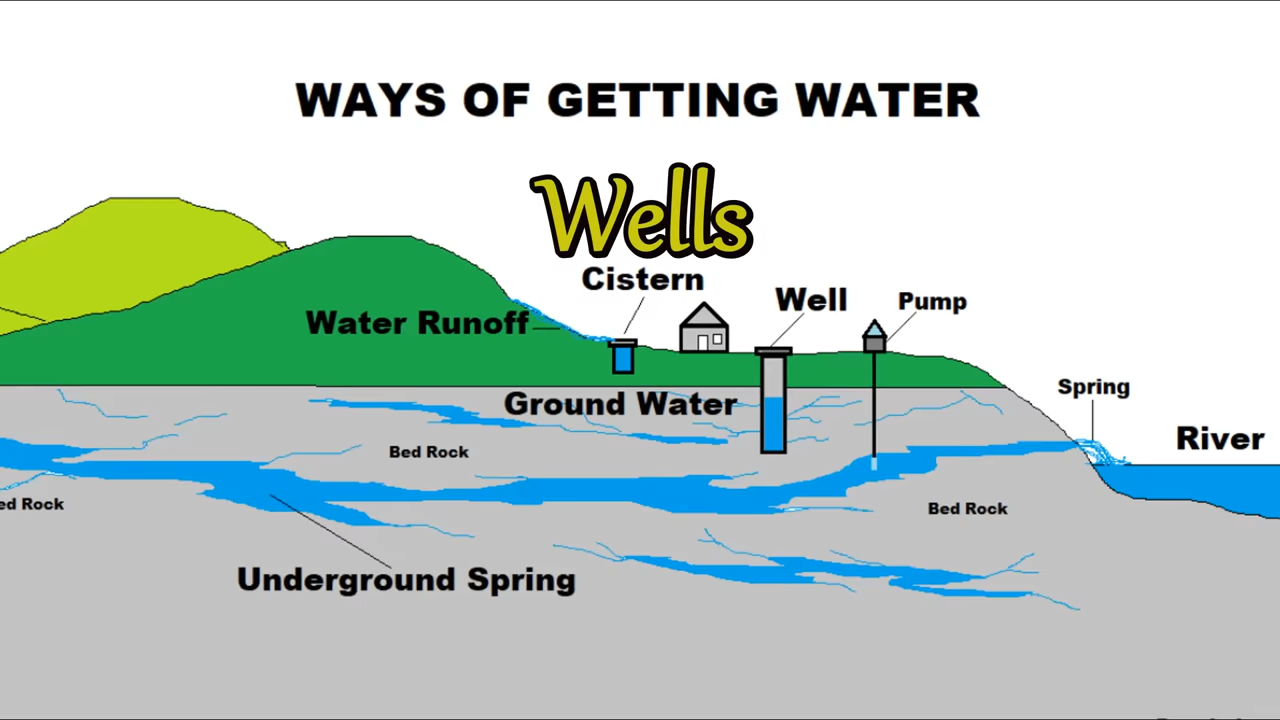 WAYS OF GETTING WATER
Wells
Cistern
Well
Pump
Water Runoff
Spring
Ground Water
River
Bed Rock
ed Rock
Bed Rock
Underground Spring